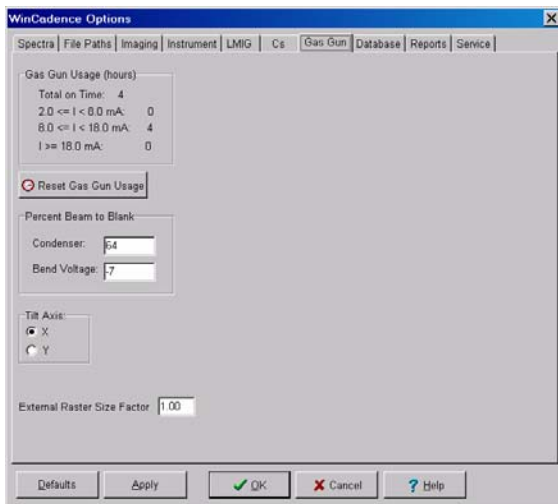 WinCadence Options
Spectra File Paths Imaging Instrument LMIG Cs Gas Gun Database Reports Service
Gas Gun Usage (hours)
Total on Time: 4
2.0 <= I < 8.0 mA: 0
8.0 <= I < 18.0 mA: 4
I >= 18.0 mA: 0
Reset Gas Gun Usage
Percent Beam to Blank
Condenser: 64
Bend Voltage: -7
Tilt Axis:
X
Y
External Raster Size Factor 1.00
Defaults Apply OK Cancel ? Help